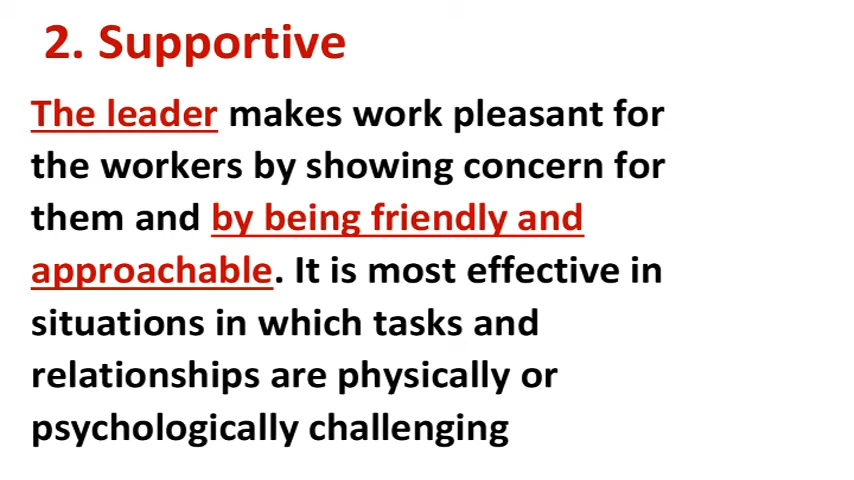 2. Supportive
The leader makes work pleasant for
the workers by showing concern for
them and by being friendly and
approachable. It is most effective in
situations in which tasks and
relationships are physically or
psychologically challenging